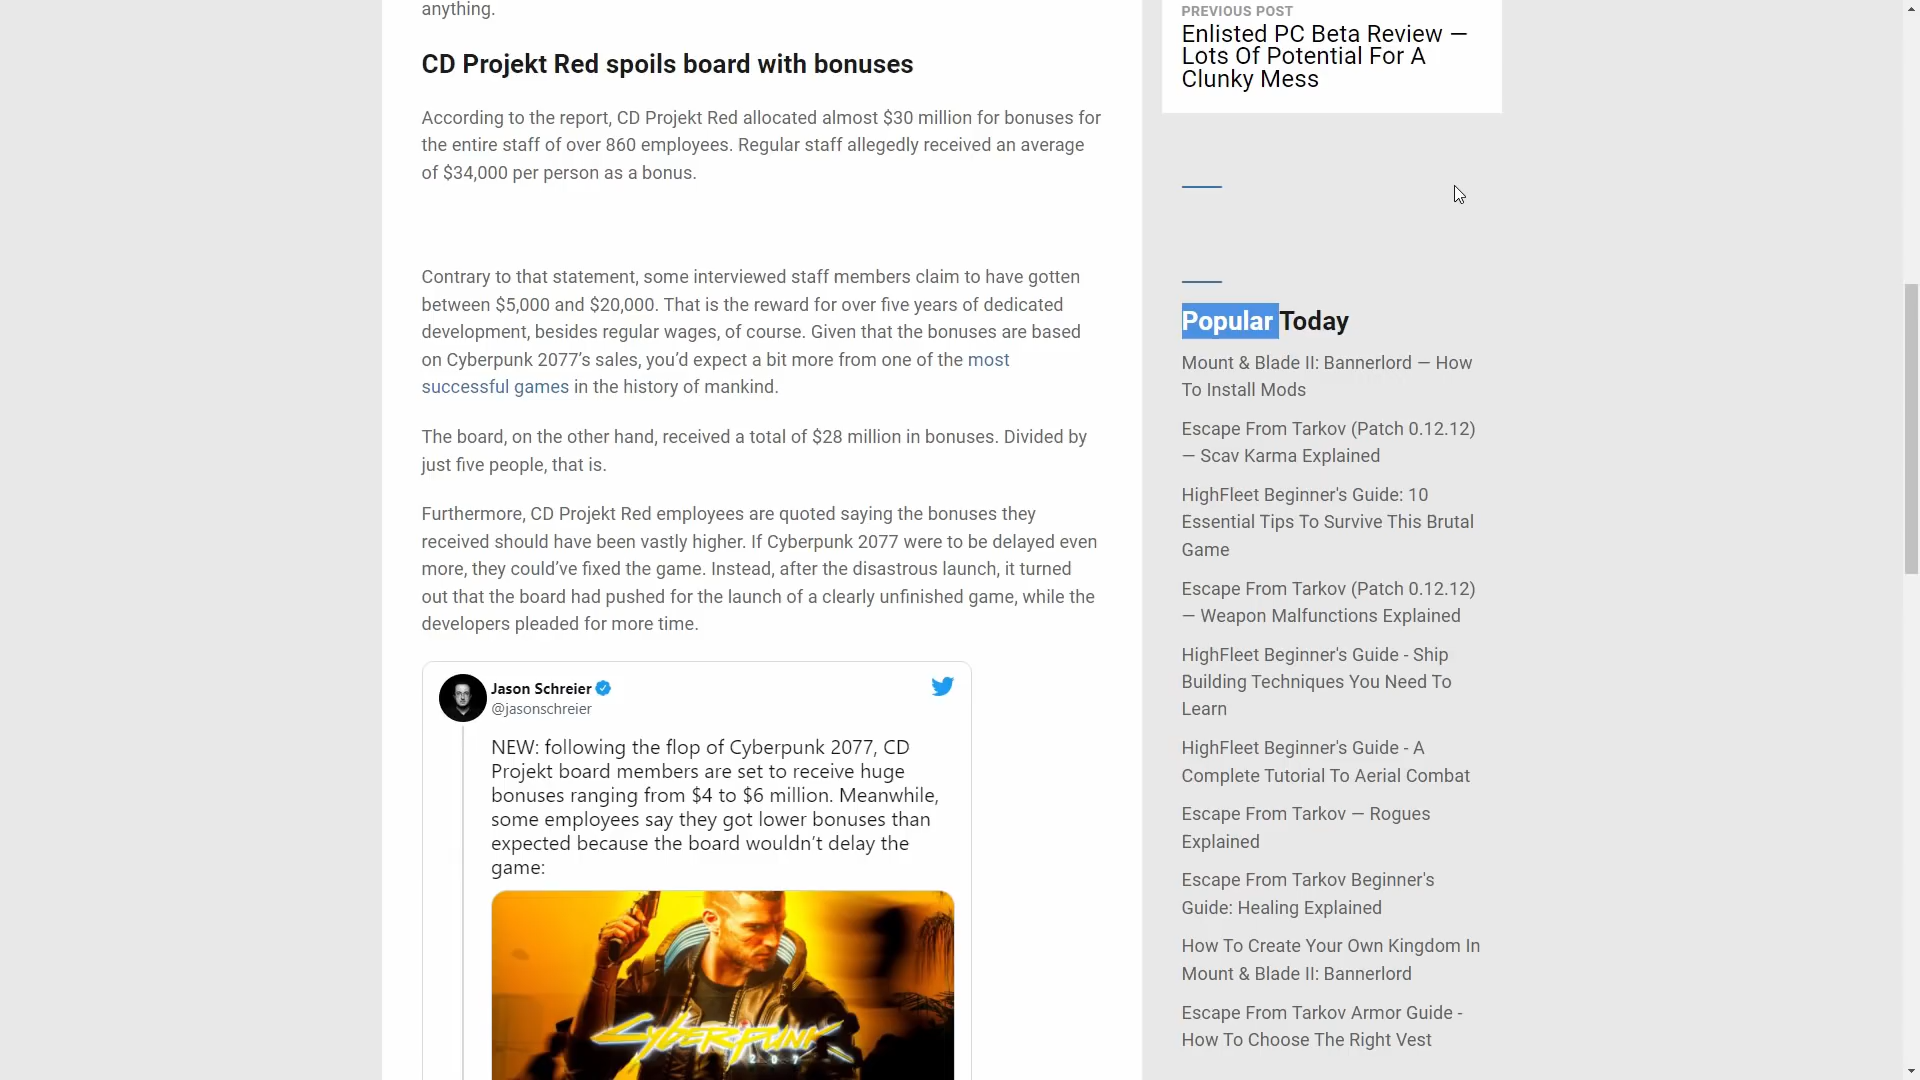 anything.
CD Projekt Red spoils board with bonuses
According to the report, CD Projekt Red allocated almost $30 million for bonuses for
the entire staff of over 860 employees. Regular staff allegedly received an average
of $34,000 per person as a bonus.
Contrary to that statement, some interviewed staff members claim to have gotten
between $5,000 and $20,000. That is the reward for over five years of dedicated
development, besides regular wages, of course. Given that the bonuses are based
on Cyberpunk 2077’s sales, you’d expect a bit more from one of the most
successful games in the history of mankind.
The board, on the other hand, received a total of $28 million in bonuses. Divided by
just five people, that is.
Furthermore, CD Projekt Red employees are quoted saying the bonuses they
received should have been vastly higher. If Cyberpunk 2077 were to be delayed even
more, they could’ve fixed the game. Instead, after the disastrous launch, it turned
out that the board had pushed for the launch of a clearly unfinished game, while the
developers pleaded for more time.
Jason Schreier
@jasonschreier
NEW: following the flop of Cyberpunk 2077, CD
Projekt board members are set to receive huge
bonuses ranging from $4 to $6 million. Meanwhile,
some employees say they got lower bonuses than
expected because the board wouldn’t delay the
game:
Cyberpunk
2077
PREVIOUS POST
Enlisted PC Beta Review —
Lots Of Potential For A
Clunky Mess
Popular Today
Mount & Blade II: Bannerlord — How
To Install Mods
Escape From Tarkov (Patch 0.12.12)
— Scav Karma Explained
HighFleet Beginner's Guide: 10
Essential Tips To Survive This Brutal
Game
Escape From Tarkov (Patch 0.12.12)
— Weapon Malfunctions Explained
HighFleet Beginner's Guide - Ship
Building Techniques You Need To
Learn
HighFleet Beginner's Guide - A
Complete Tutorial To Aerial Combat
Escape From Tarkov — Rogues
Explained
Escape From Tarkov Beginner's
Guide: Healing Explained
How To Create Your Own Kingdom In
Mount & Blade II: Bannerlord
Escape From Tarkov Armor Guide -
How To Choose The Right Vest